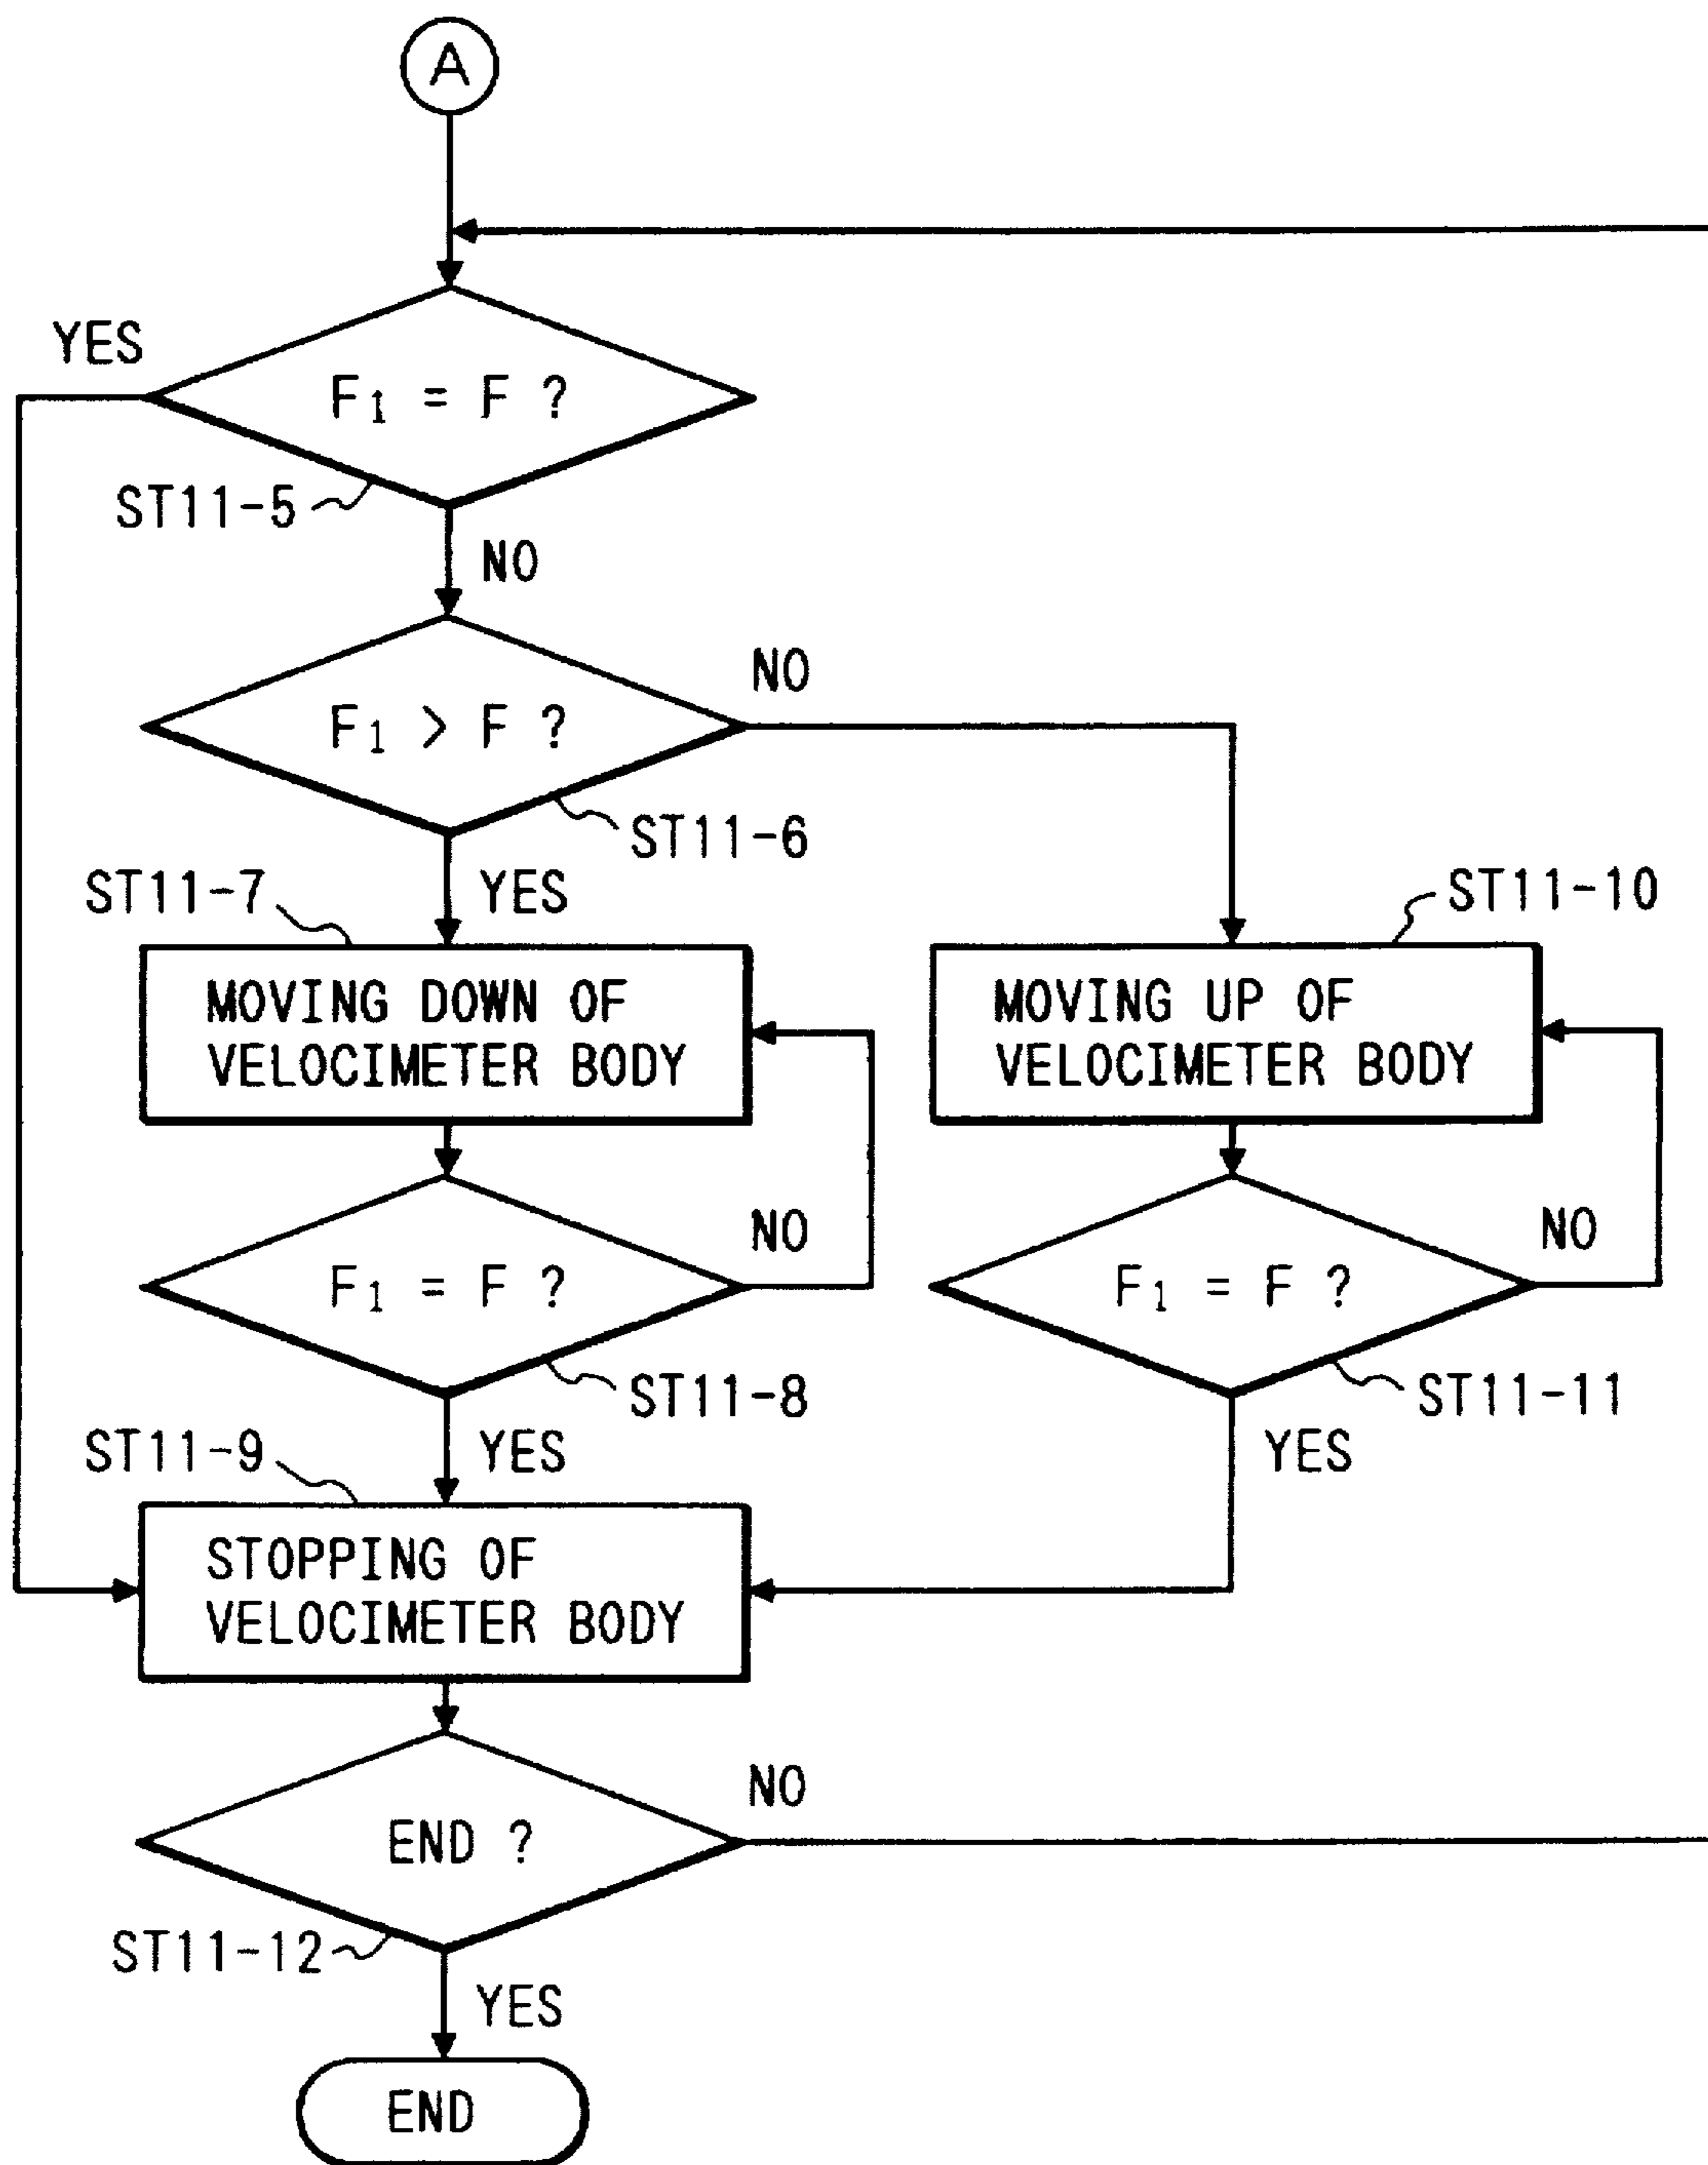 A
YES
F₁ = F ?
ST11-5
NO
F₁ > F ?
NO
ST11-6
ST11-7
YES
ST11-10
MOVING DOWN OF
VELOCIMETER BODY
MOVING UP OF
VELOCIMETER BODY
F₁ = F ?
NO
F₁ = F ?
NO
ST11-8
ST11-11
ST11-9
YES
YES
STOPPING OF
VELOCIMETER BODY
END ?
NO
ST11-12
YES
END